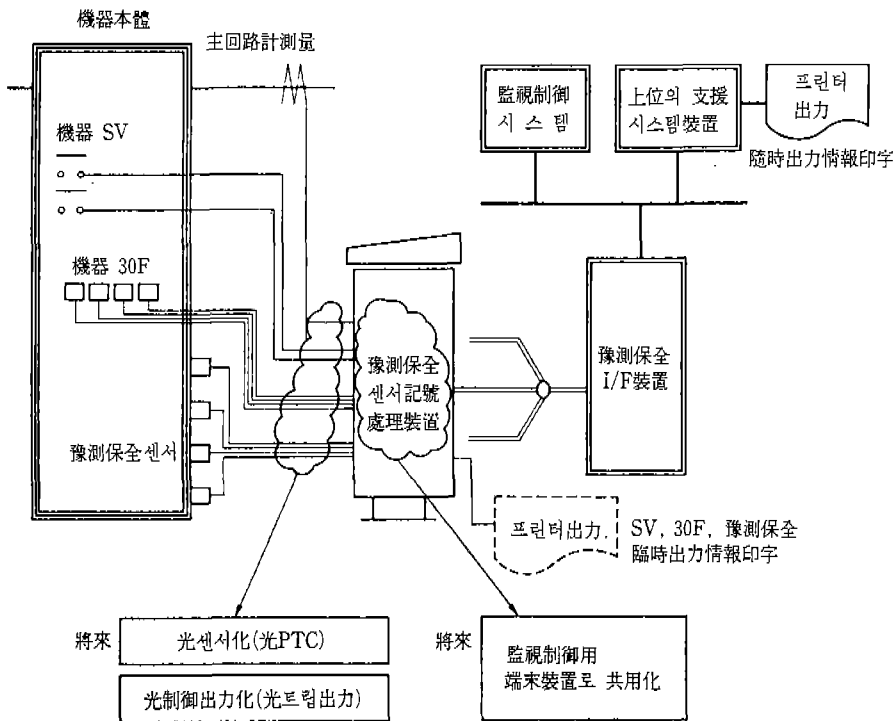 機器本體
主回路計測量
機器 SV
機器 30F
豫測保全센서
監視制御
시 스 템
上位의 支援
시스템裝置
프린터
出力
隨時出力情報印字
豫測保全
센서記號
處理裝置
豫測保全
I/F裝置
프린터出力.
SV, 30F, 豫測保全
臨時出力情報印字
將來
光센서化(光PTC)
光制御出力化(光트립出力)
將來
監視制御用
端末裝置로 共用化